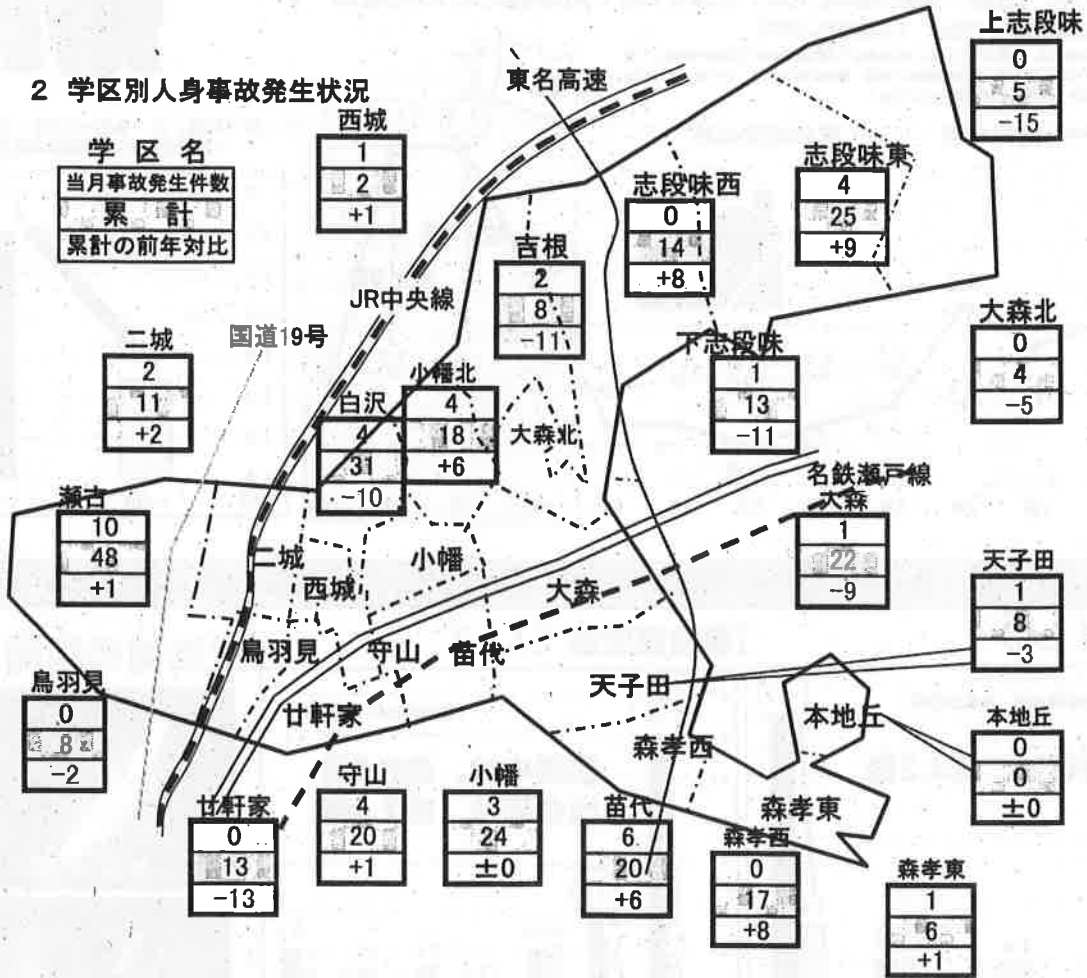 2 学区別人身事故発生状況
学区名
当月事故発生件数
累計
累計の前年対比
東名高速
JR中央線
国道19号
名鉄瀬戸線
上志段味
0
5
-15
西城
1
2
+1
志段味東
4
25
+9
志段味西
0
14
+8
吉根
2
8
-11
二城
2
11
+2
大森北
0
4
-5
下志段味
1
13
-11
小幡北
4
18
+6
白沢
4
31
-10
大森北
瀬古
10
48
+1
大森
1
22
-9
二城
西城
小幡
大森
鳥羽見
守山
苗代
天子田
1
8
-3
鳥羽見
0
8
-2
廿軒家
天子田
本地丘
森孝西
森孝東
本地丘
0
0
±0
廿軒家
0
13
-13
守山
4
20
+1
小幡
3
24
±0
苗代
6
20
+6
森孝西
0
17
+8
森孝東
1
6
+1